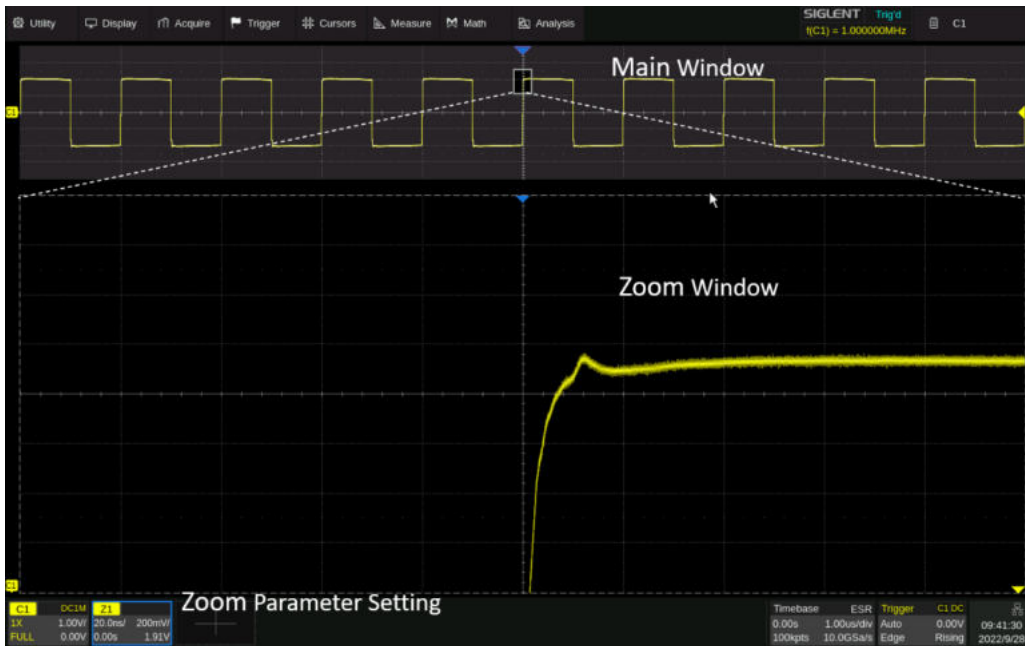 Utility Display Acquire Trigger Cursors Measure Math Analysis SIGLENT Trig'd C1
f(C1) = 1.000000MHz
Main Window
C1
Zoom Window
C1
Zoom Parameter Setting
C1 DC1M Z1 Timebase ESR Trigger C1 DC
1X 1.00V/ 20.0ns/ 200mV/ 0.00s 1.00us/div Auto 0.00V 09:41:30
FULL 0.00V 0.00s 1.91V 100kpts 10.0GSa/s Edge Rising 2022/9/28